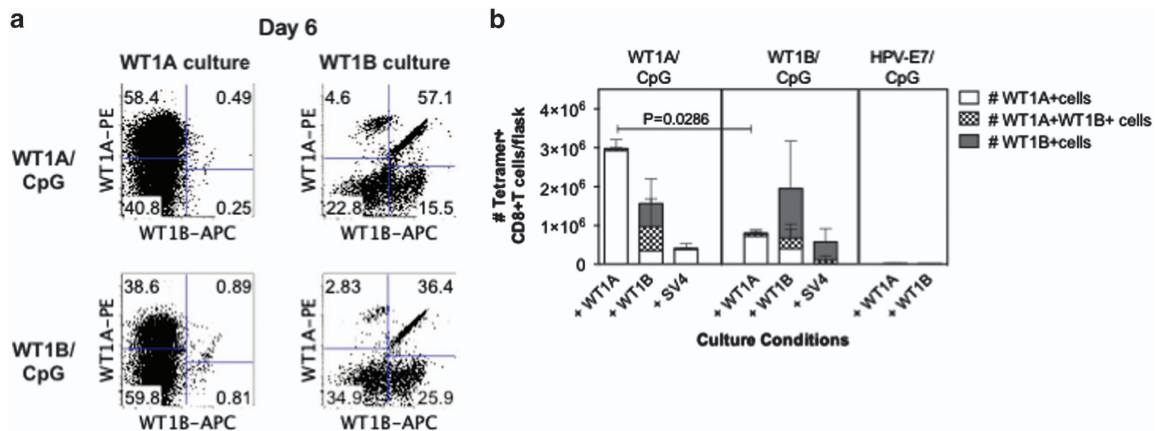 a
Day 6
WT1A culture
WT1B culture
WT1A/
CpG
WT1A-PE
58.4
0.49
40.8
0.25
WT1B-APC
WT1A-PE
4.6
57.1
22.8
15.5
WT1B-APC
WT1B/
CpG
WT1A-PE
38.6
0.89
59.8
0.81
WT1B-APC
WT1A-PE
2.83
36.4
34.9
25.9
WT1B-APC
b
WT1A/
CpG
WT1B/
CpG
HPV-E7/
CpG
# Tetramer+
CD8+T cells/flask
4×10⁶
3×10⁶
2×10⁶
1×10⁶
0
P=0.0286
+ WT1A
+ WT1B
+ SV4
+ WT1A
+ WT1B
+ SV4
+ WT1A
+ WT1B
Culture Conditions
# WT1A+cells
# WT1A+WT1B+ cells
# WT1B+cells